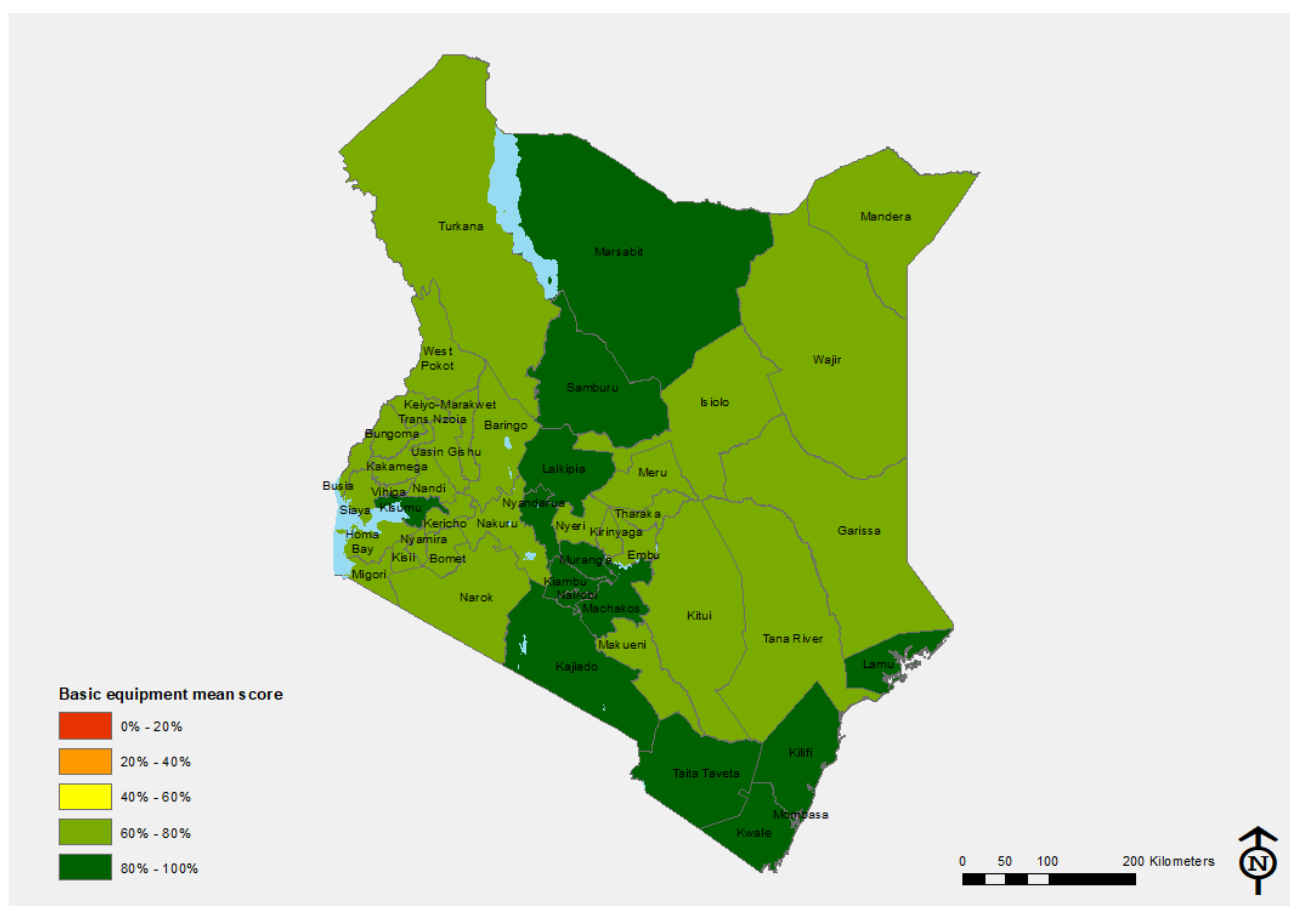 Turkana
Marsabit
Mandera
West
Pokot
Wajir
Samburu
Isiolo
Keiyo-Marakwet
Trans Nzoia
Baringo
Bungoma
Uasin Gishu
Kakamega
Laikipia
Meru
Busia
Vihiga
Nandi
Siaya
Kisumu
Nyandarua
Tharaka
Kericho
Nakuru
Nyeri
Kirinyaga
Garissa
Homa
Bay
Nyamira
Kisii
Bomet
Embu
Murang'a
Migori
Kiambu
Nairobi
Narok
Machakos
Kitui
Makueni
Tana River
Kajiado
Lamu
Kilifi
Taita Taveta
Mombasa
Kwale
Basic equipment mean score
0% - 20%
20% - 40%
40% - 60%
60% - 80%
80% - 100%
0 50 100 200 Kilometers
N